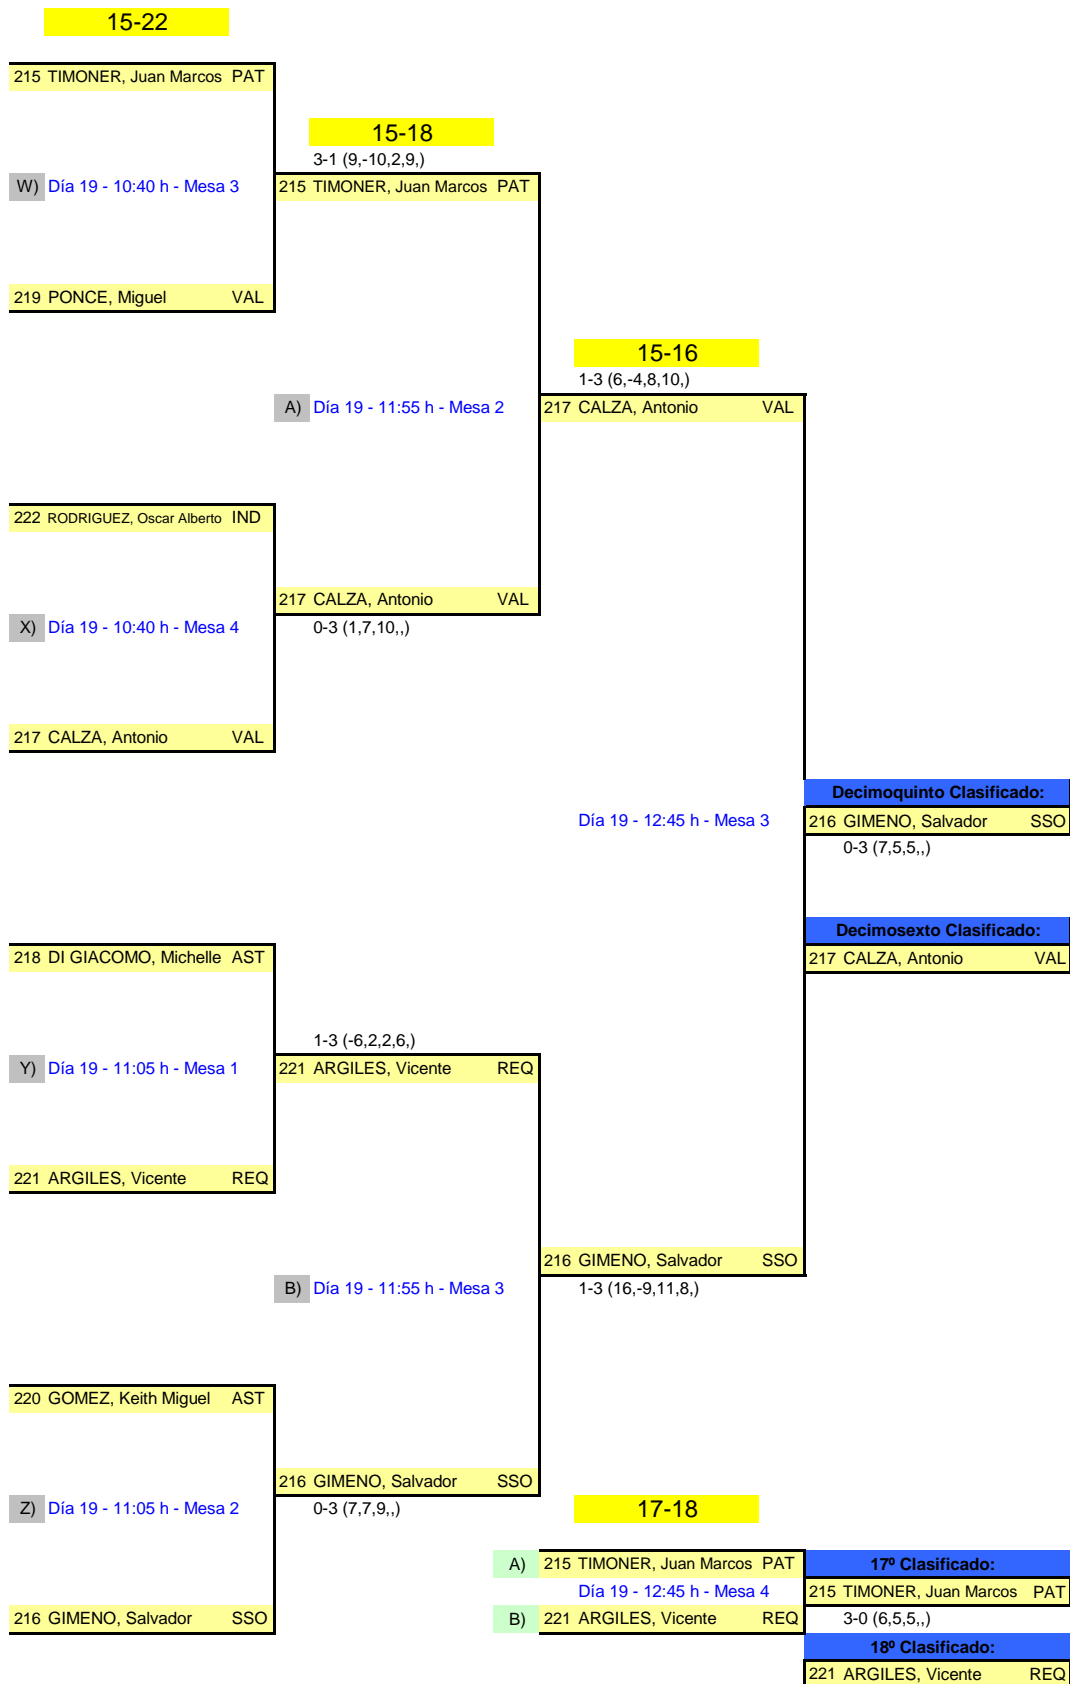 15-22
215 TIMONER, Juan Marcos PAT
15-18
3-1 (9,-10,2,9,)
W) Día 19 - 10:40 h - Mesa 3
215 TIMONER, Juan Marcos PAT
219 PONCE, Miguel VAL
15-16
1-3 (6,-4,8,10,)
A) Día 19 - 11:55 h - Mesa 2
217 CALZA, Antonio VAL
222 RODRIGUEZ, Oscar Alberto IND
217 CALZA, Antonio VAL
X) Día 19 - 10:40 h - Mesa 4
0-3 (1,7,10,,)
217 CALZA, Antonio VAL
Decimoquinto Clasificado:
Día 19 - 12:45 h - Mesa 3
216 GIMENO, Salvador SSO
0-3 (7,5,5,,)
Decimosexto Clasificado:
218 DI GIACOMO, Michelle AST
217 CALZA, Antonio VAL
1-3 (-6,2,2,6,)
Y) Día 19 - 11:05 h - Mesa 1
221 ARGILES, Vicente REQ
221 ARGILES, Vicente REQ
216 GIMENO, Salvador SSO
B) Día 19 - 11:55 h - Mesa 3
1-3 (16,-9,11,8,)
220 GOMEZ, Keith Miguel AST
216 GIMENO, Salvador SSO
Z) Día 19 - 11:05 h - Mesa 2
0-3 (7,7,9,,)
17-18
A) 215 TIMONER, Juan Marcos PAT
17º Clasificado:
Día 19 - 12:45 h - Mesa 4
215 TIMONER, Juan Marcos PAT
216 GIMENO, Salvador SSO
B) 221 ARGILES, Vicente REQ
3-0 (6,5,5,,)
18º Clasificado:
221 ARGILES, Vicente REQ